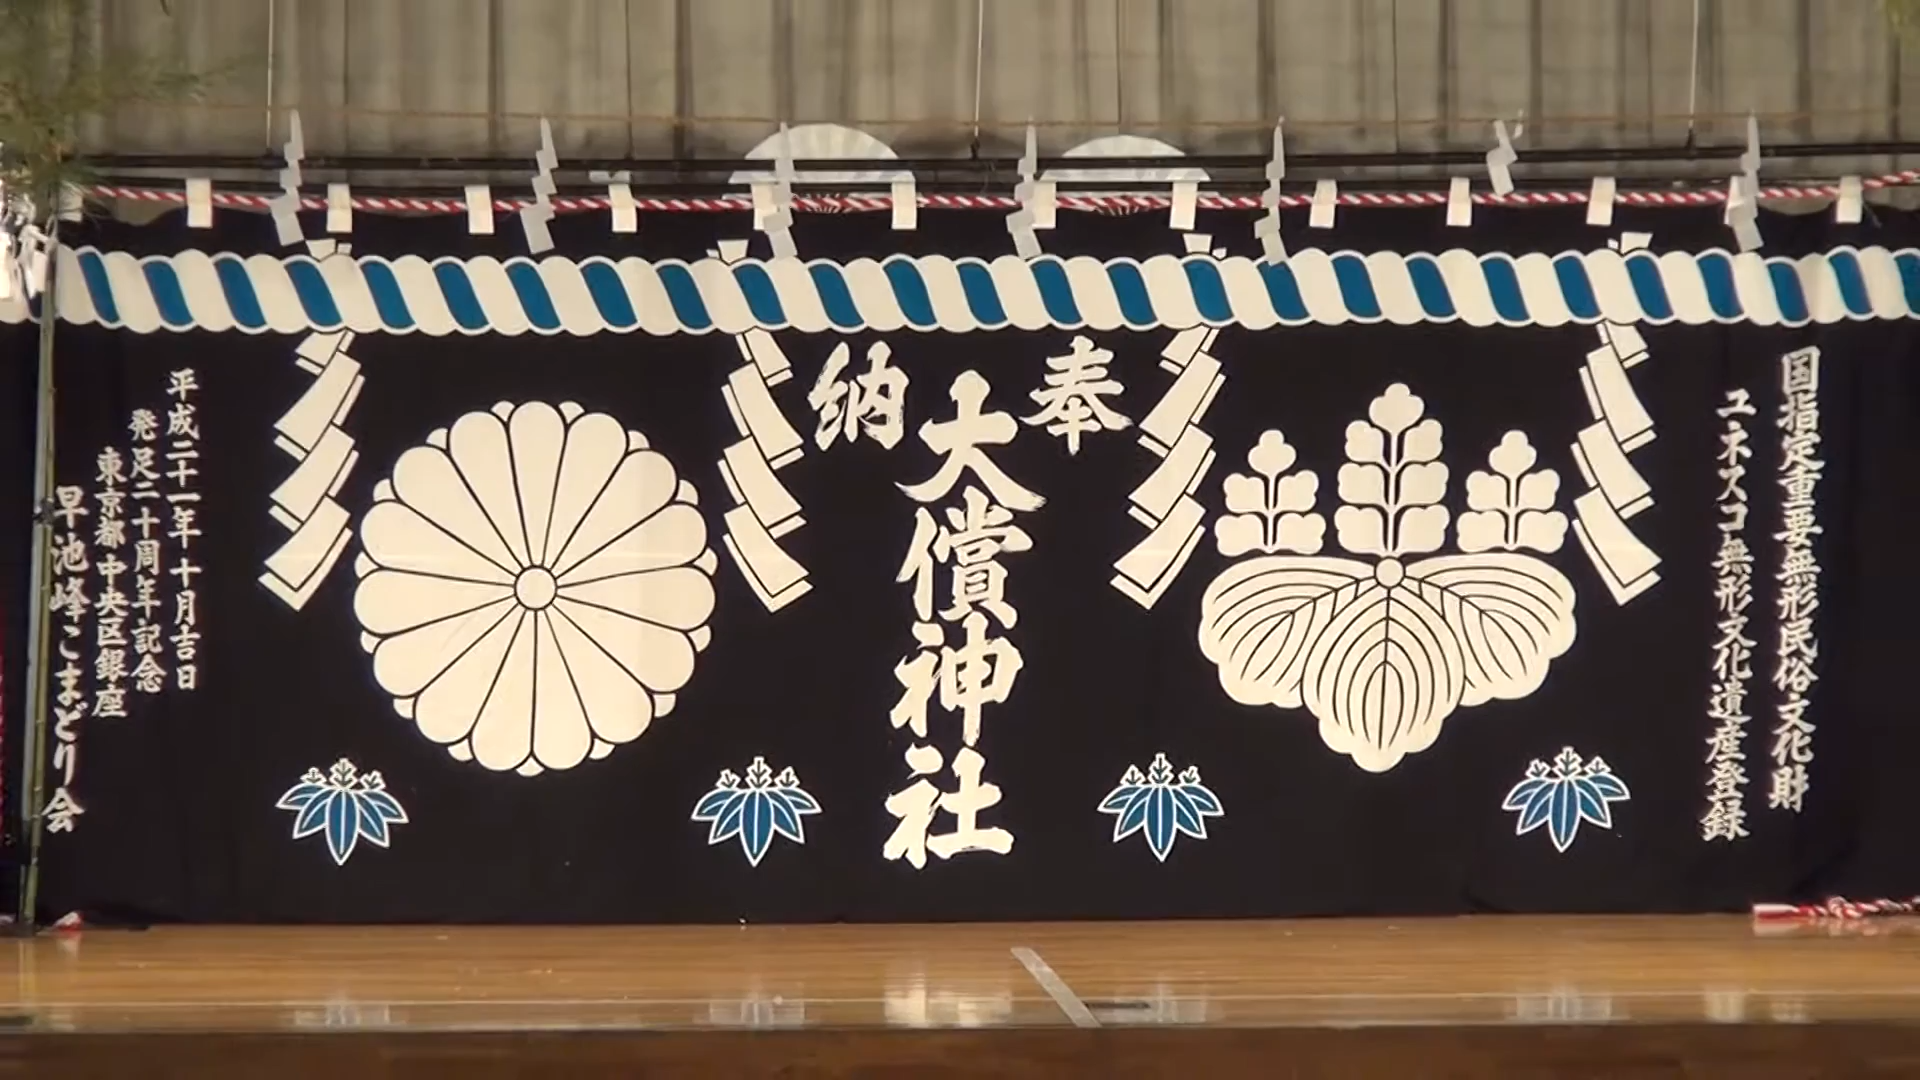 国指定重要無形民俗文化財
ユネスコ無形文化遺産登録
奉納
大償神社
平成二十一年十月吉日
発足二十周年記念
東京都中央区銀座
早池峰こまどり会